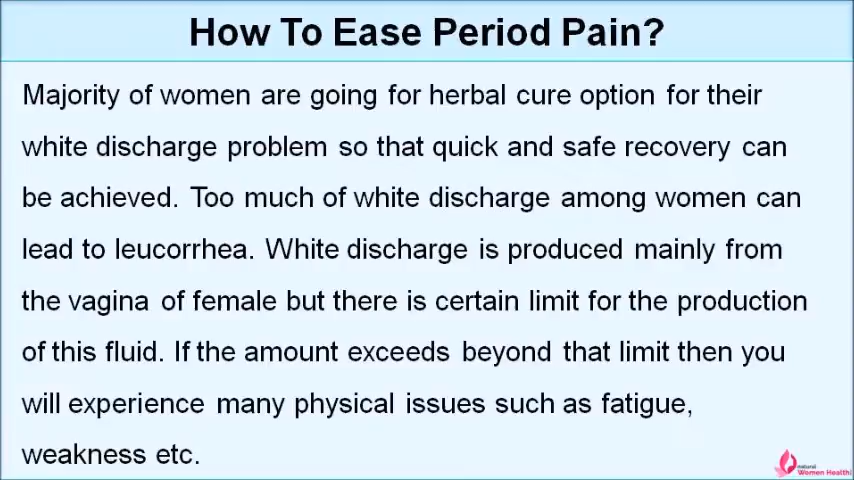 How To Ease Period Pain?
Majority of women are going for herbal cure option for their
white discharge problem so that quick and safe recovery can
be achieved. Too much of white discharge among women can
lead to leucorrhea. White discharge is produced mainly from
the vagina of female but there is certain limit for the production
of this fluid. If the amount exceeds beyond that limit then you
will experience many physical issues such as fatigue,
weakness etc.
natural
Women Healthi